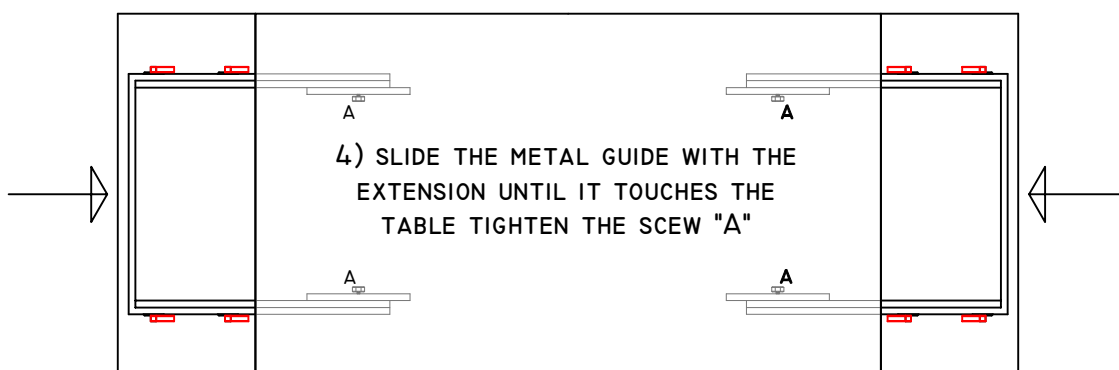 A A
4) SLIDE THE METAL GUIDE WITH THE
EXTENSION UNTIL IT TOUCHES THE
TABLE TIGHTEN THE SCEW "A"
A A